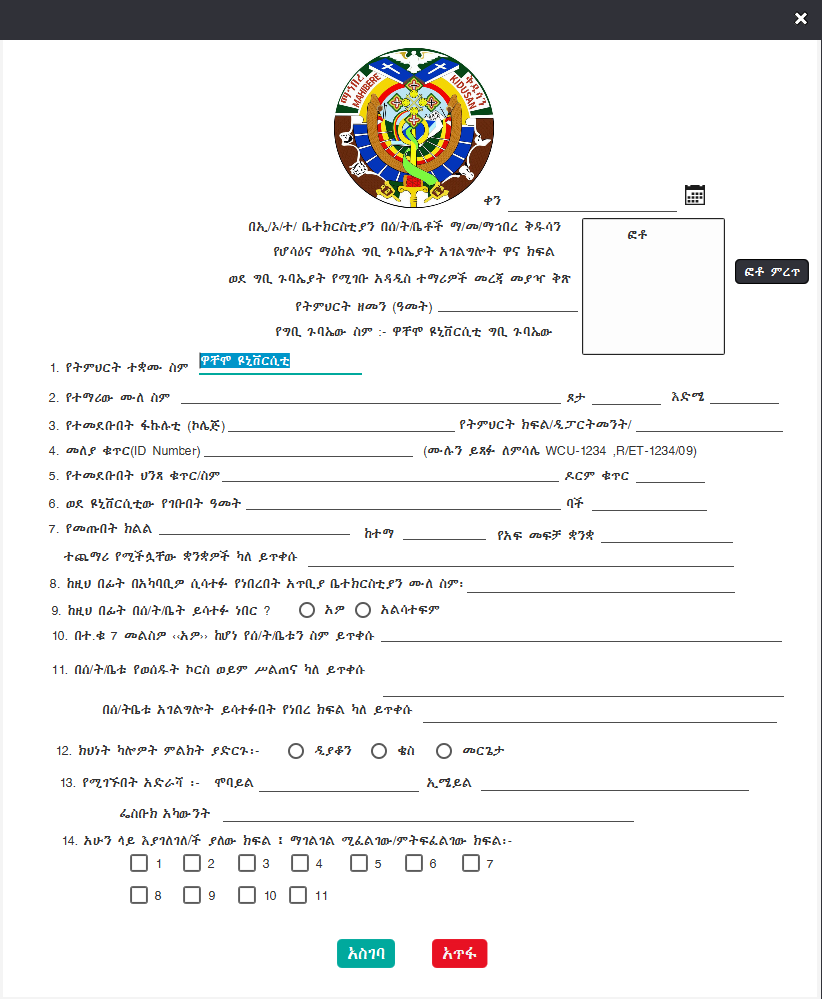 ማኅበረ ቅዱሳን
MAHIBERE KIDUSAN
ቀን
በኢ/ኦ/ተ/ ቤተክርስቲያን በሰ/ት/ቤቶች ማ/መ/ማኅበረ ቅዱሳን
የሆሳዕና ማዕከል ግቢ ጉባኤያት አገልግሎት ዋና ክፍል
ፎቶ
ፎቶ ምረጥ
ወደ ግቢ ጉባኤያት የሚገቡ አዳዲስ ተማሪዎች መረጃ መያዣ ቅጽ
የትምህርት ዘመን (ዓመት)
የግቢ ጉባኤው ስም :- ዋቸሞ ዩኒቨርሲቲ ግቢ ጉባኤው
1. የትምህርት ተቋሙ ስም ዋቸሞ ዩኒቨርሲቲ
2. የተማሪው ሙለ ስም ጾታ እድሜ
3. የተመደቡበት ፋኩሉቲ (ኮሌጅ) የትምህርት ክፍል/ዲፓርትመንት/
4. መለያ ቁጥር(ID Number) (ሙሉን ይጻፉ ለምሳሌ WCU-1234 ,R/ET-1234/09)
5. የተመደቡበት ህንጻ ቁጥር/ስም ዶርም ቁጥር
6. ወደ ዩኒቨርሲቲው የገቡበት ዓመት ባች
7. የመጡበት ክልል ከተማ የአፍ መፍቻ ቋንቋ
ተጨማሪ የሚችሏቸው ቋንቋዎች ካለ ይጥቀሱ
8. ከዚህ በፊት በአካባቢዎ ሲሳተፉ የነበረበት አጥቢያ ቤተክርስቲያን ሙለ ስም፡
9. ከዚህ በፊት በሰ/ት/ቤት ይሳተፉ ነበር ? አዎ አልሳተፍም
10. በተ.ቁ 7 መልስዎ ‹‹አዎ›› ከሆነ የሰ/ት/ቤቱን ስም ይጥቀሱ
11. በሰ/ት/ቤቱ የወሰዱት ኮርስ ወይም ሥልጠና ካለ ይጥቀሱ
በሰ/ትቤቱ አገልግሎት ይሳተፉበት የነበረ ክፍል ካለ ይጥቀሱ
12. ክህነት ካሎዎት ምልክት ያድርጉ፡- ዲያቆን ቄስ መርጌታ
13. የሚገኙበት አድራሻ ፡- ሞባይል ኢሜይል
ፌስቡክ አካውንት
14. አሁን ላይ እያገለገለ/ች ያለው ክፍል ፤ ማገልገል ሚፈልገው/ምትፍፈልገው ክፍል፡-
1 2 3 4 5 6 7
8 9 10 11
አስገባ አጥፋ